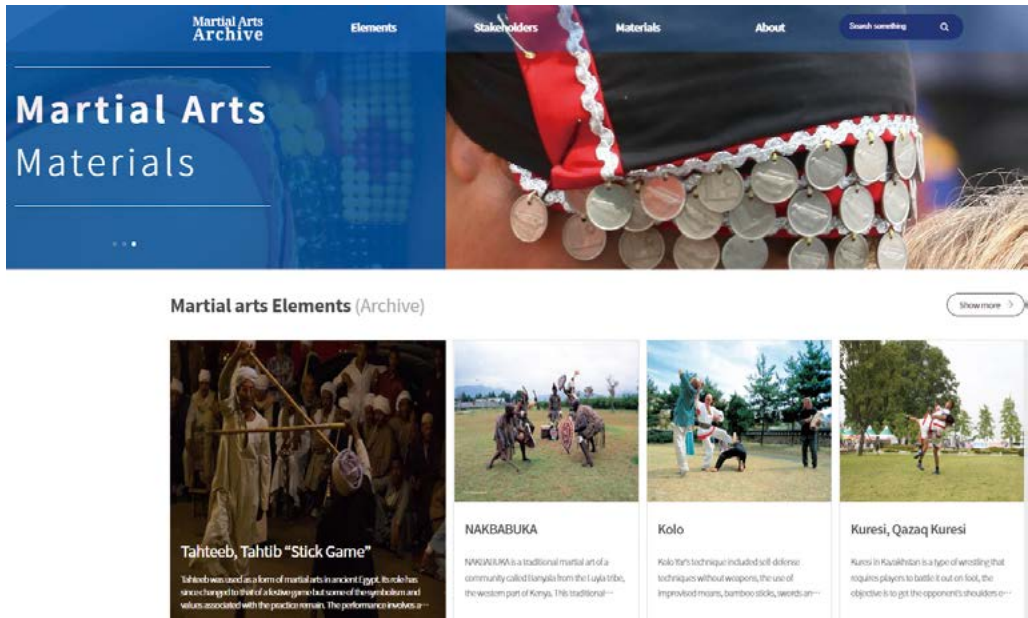 Martial Arts
Archive
Elements
Stakeholders
Materials
About
Search something
Martial Arts
Materials
Martial arts Elements (Archive)
Show more
Tahteeb, Tahtib “Stick Game”
Tahteeb was used as a form of martial arts in ancient Egypt. Its role has
since changed to that of a festive game but some of the symbolism and
values associated with the practice remain. The performance involves a···
NAKBABUKA
NAKBABUKA is a traditional martial art of a
community called Isanyala from the Luyla tribe,
the western part of Kenya. This traditional···
Kolo
Kolo Yar's technique included self-defense
techniques without weapons, the use of
improvised means, bamboo sticks, swords an···
Kuresi, Qazaq Kuresi
Kuresi in Kazakhstan is a type of wrestling that
requires players to battle it out on foot, the
objective is to get the opponent's shoulders o···